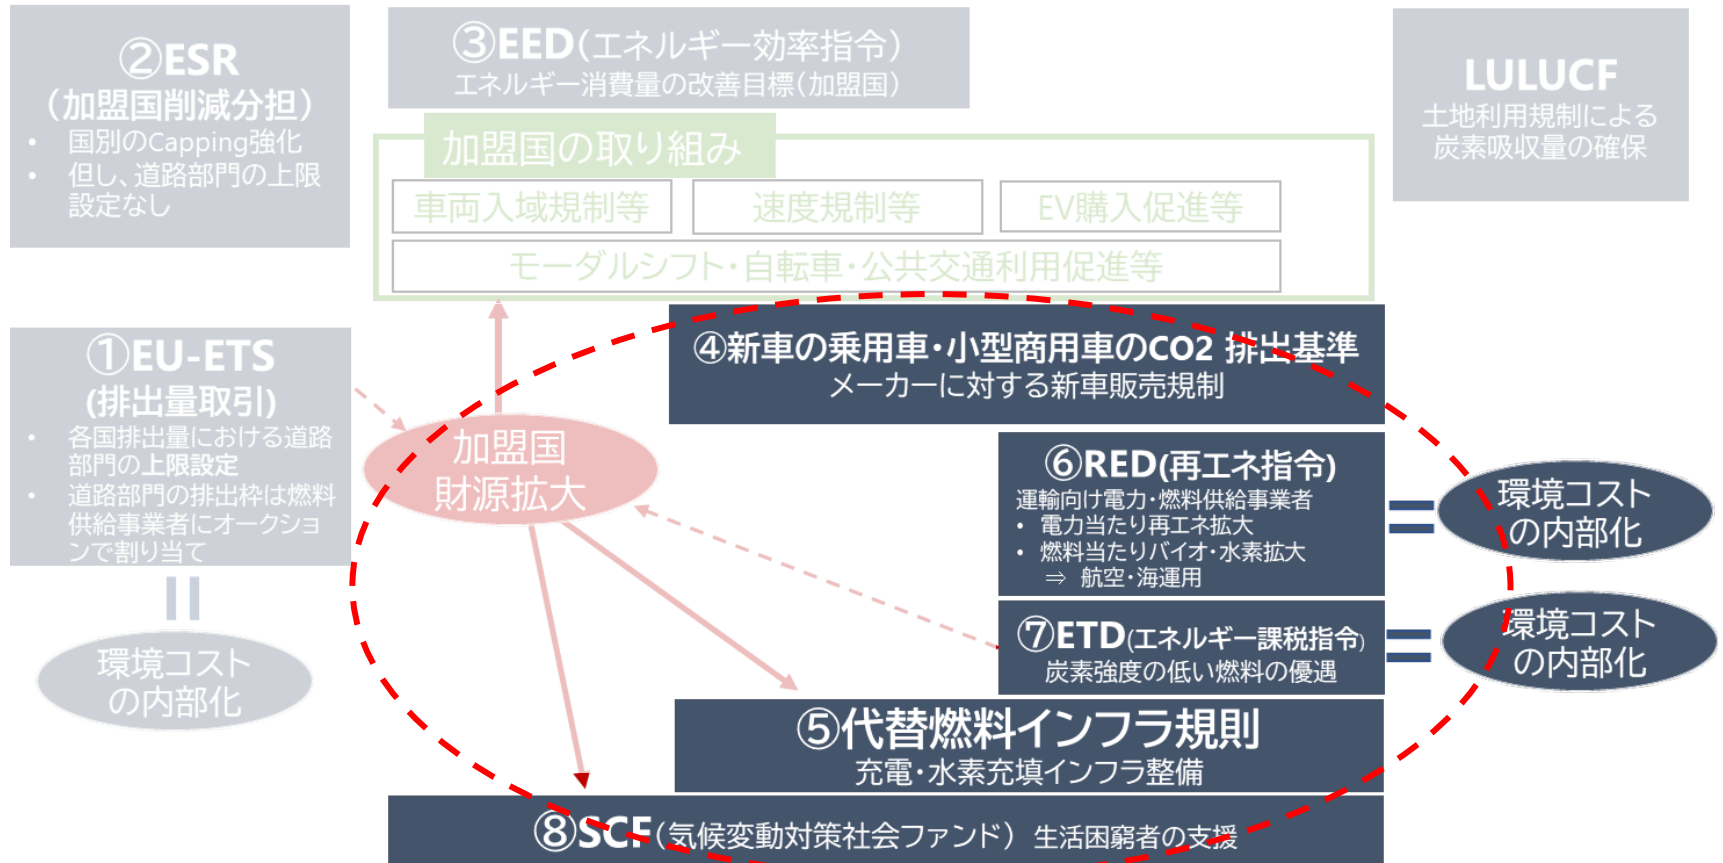 ②ESR
（加盟国削減分担）
• 国別のCapping強化
• 但し、道路部門の上限
設定なし
③EED(エネルギー効率指令）
エネルギー消費量の改善目標（加盟国）
LULUCF
土地利用規制による
炭素吸収量の確保
加盟国の取り組み
車両入域規制等
速度規制等
EV購入促進等
モーダルシフト・自転車・公共交通利用促進等
①EU-ETS
(排出量取引)
• 各国排出量における道路
部門の上限設定
• 道路部門の排出枠は燃料
供給事業者にオークショ
ンで割り当て
環境コスト
の内部化
加盟国
財源拡大
④新車の乗用車・小型商用車のCO2 排出基準
メーカーに対する新車販売規制
⑥RED(再エネ指令)
運輸向け電力・燃料供給事業者
• 電力当たり再エネ拡大
• 燃料当たりバイオ・水素拡大
⇒ 航空・海運用
環境コスト
の内部化
⑦ETD(エネルギー課税指令)
炭素強度の低い燃料の優遇
環境コスト
の内部化
⑤代替燃料インフラ規則
充電・水素充填インフラ整備
⑧SCF(気候変動対策社会ファンド） 生活困窮者の支援